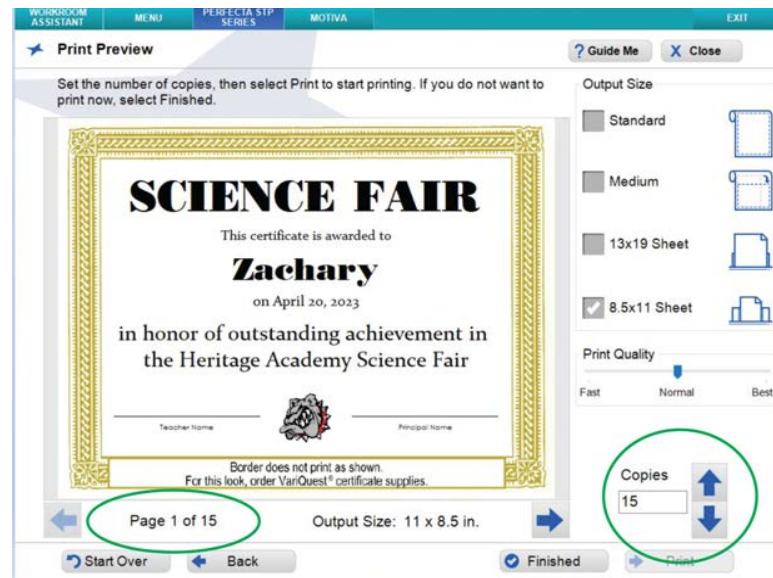 WORKROOM
ASSISTANT
MENU
PERFECTA STP
SERIES
MOTIVA
EXIT
Print Preview
? Guide Me
X Close
Set the number of copies, then select Print to start printing. If you do not want to
print now, select Finished.
SCIENCE FAIR
This certificate is awarded to
Zachary
on April 20, 2023
in honor of outstanding achievement in
the Heritage Academy Science Fair
Teacher Name
Principal Name
Border does not print as shown.
For this look, order VariQuest® certificate supplies.
Page 1 of 15
Output Size: 11 x 8.5 in.
Output Size
Standard
Medium
13x19 Sheet
8.5x11 Sheet
Print Quality
Fast
Normal
Best
Copies
15
Start Over
Back
Finished
Print